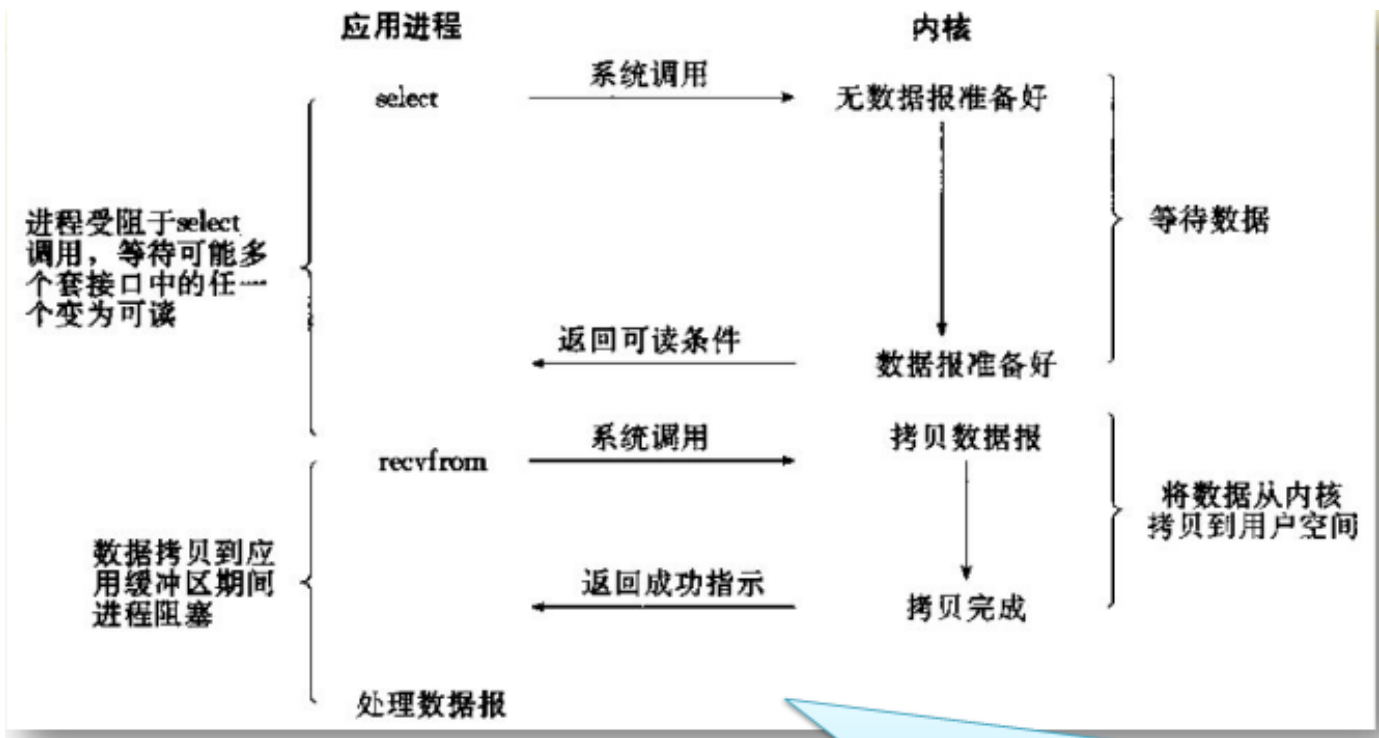 应用进程
内核
select
系统调用
无数据报准备好
进程受阻于select
调用，等待可能多
个套接口中的任一
个变为可读
等待数据
返回可读条件
数据报准备好
recvfrom
系统调用
拷贝数据报
将数据从内核
拷贝到用户空间
数据拷贝到应
用缓冲区期间
进程阻塞
返回成功指示
拷贝完成
处理数据报